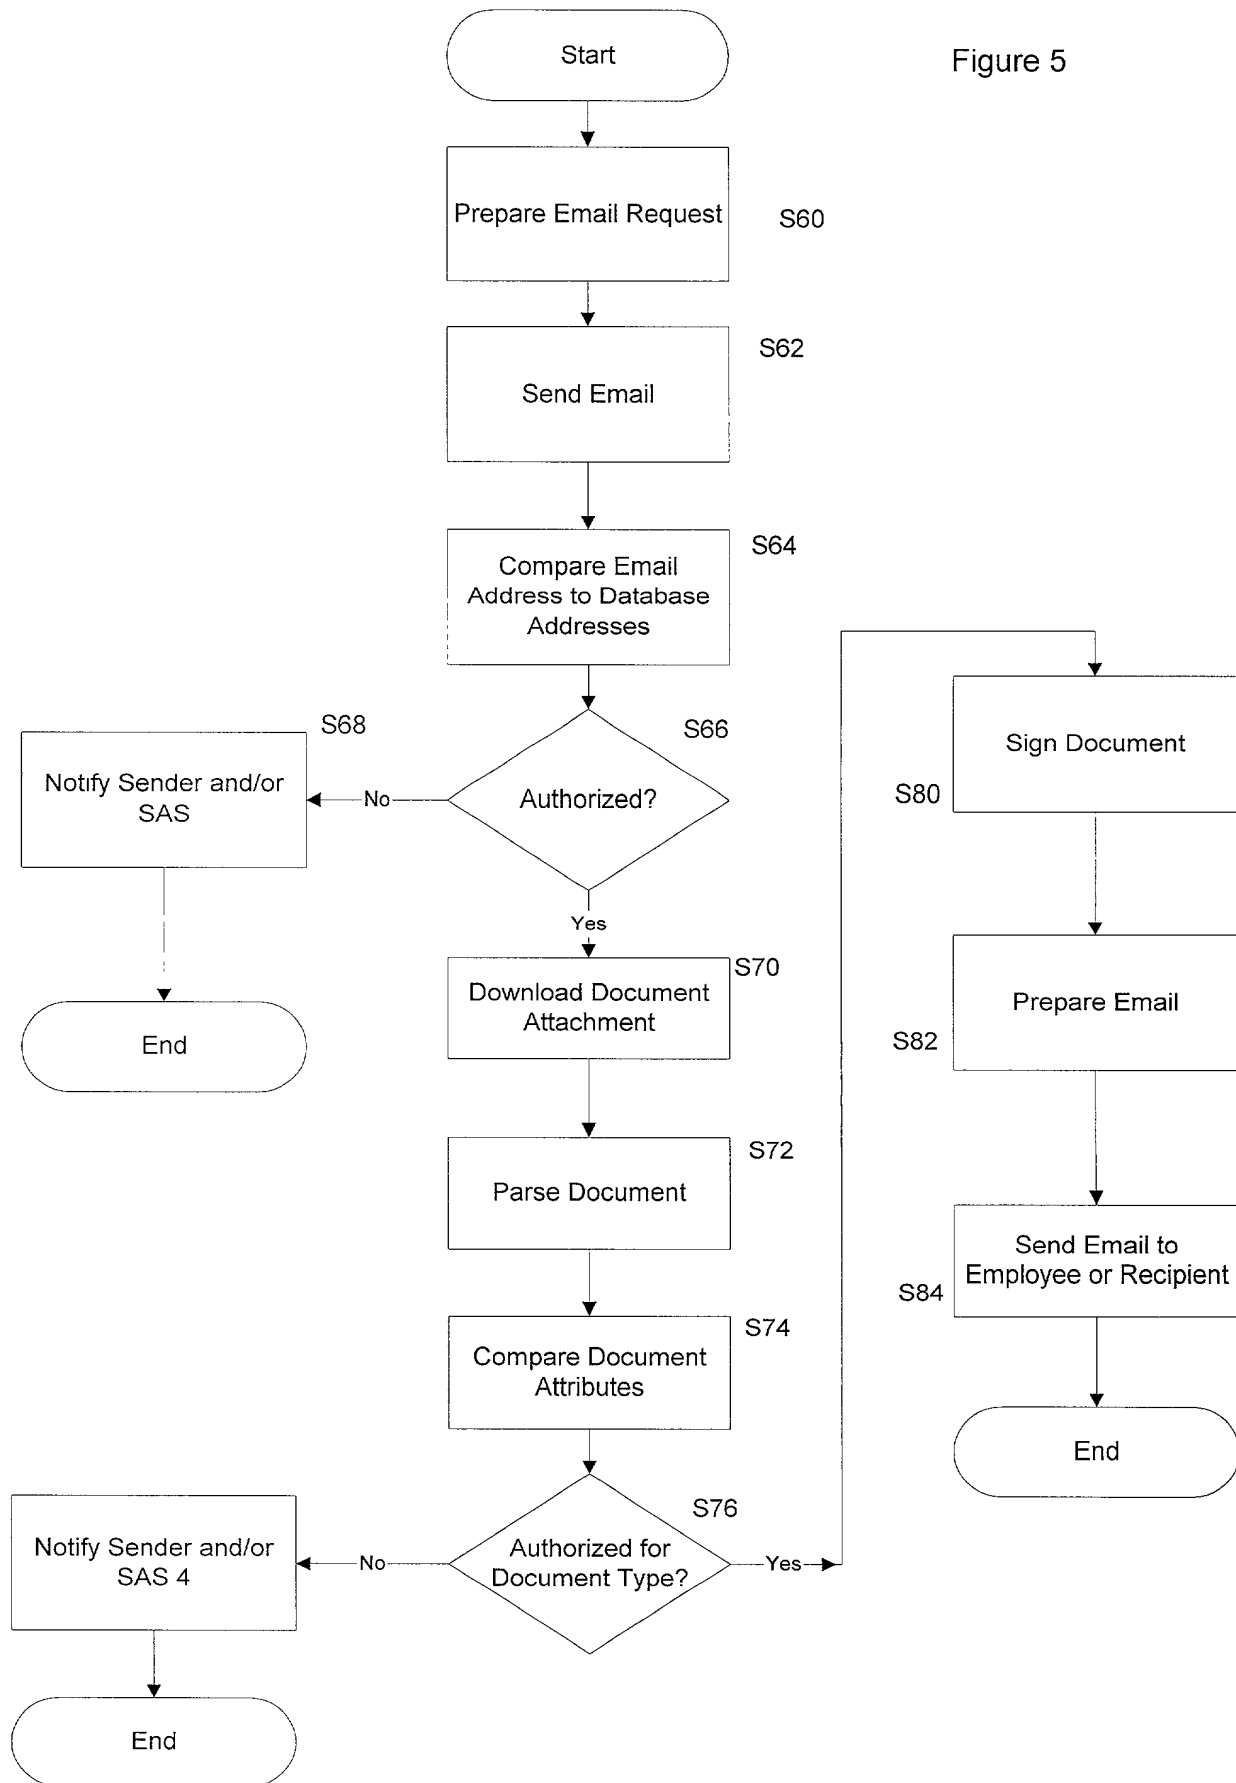 Start
Figure 5
Prepare Email Request
S60
S62
Send Email
S64
Compare Email
Address to Database
Addresses
S68
Notify Sender and/or
SAS
No
S66
Authorized?
Yes
End
S70
Download Document
Attachment
S72
Parse Document
S74
Compare Document
Attributes
S76
Authorized for
Document Type?
No
Notify Sender and/or
SAS 4
End
Yes
Sign Document
S80
Prepare Email
S82
Send Email to
Employee or Recipient
S84
End